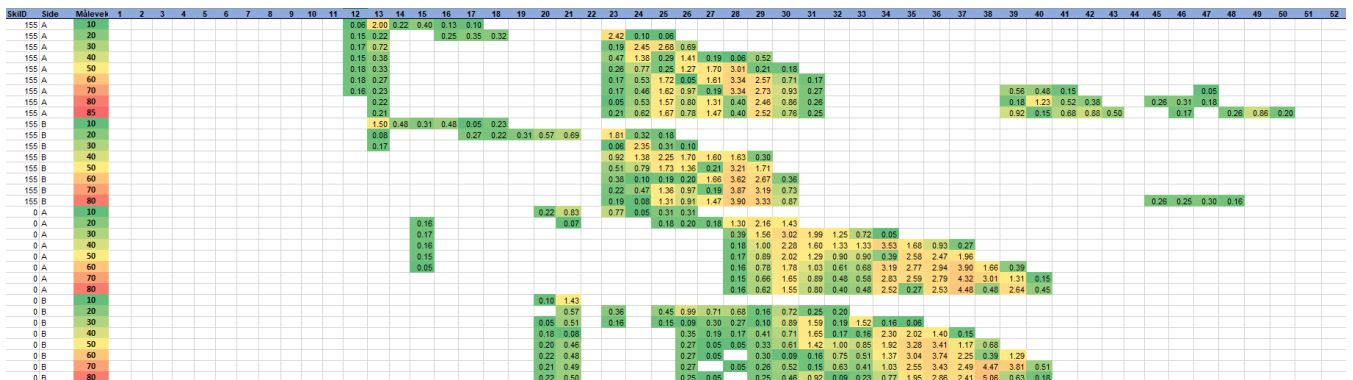 SkiID Side Målevek 1 2 3 4 5 6 7 8 9 10 11 12 13 14 15 16 17 18 19 20 21 22 23 24 25 26 27 28 29 30 31 32 33 34 35 36 37 38 39 40 41 42 43 44 45 46 47 48 49 50 51 52
155 A 10 0.06 2.00 0.22 0.40 0.13 0.10
155 A 20 0.15 0.22 0.25 0.35 0.32 2.42 0.10 0.06
155 A 30 0.17 0.72 0.19 2.45 2.68 0.69
155 A 40 0.15 0.38 0.47 1.38 0.29 1.41 0.19 0.06 0.52
155 A 50 0.18 0.33 0.26 0.77 0.25 1.27 1.70 3.01 0.21 0.18
155 A 60 0.18 0.27 0.17 0.53 1.72 0.05 1.61 3.34 2.57 0.71 0.17
155 A 70 0.16 0.23 0.17 0.46 1.62 0.97 0.19 3.34 2.73 0.93 0.27 0.56 0.48 0.15 0.05
155 A 80 0.22 0.05 0.53 1.57 0.80 1.31 0.40 2.46 0.86 0.26 0.18 1.23 0.52 0.38 0.26 0.31 0.18
155 A 85 0.21 0.21 0.62 1.67 0.78 1.47 0.40 2.52 0.76 0.25 0.92 0.15 0.68 0.88 0.50 0.17 0.26 0.86 0.20
155 B 10 1.50 0.48 0.31 0.48 0.05 0.23
155 B 20 0.08 0.27 0.22 0.31 0.57 0.69 1.81 0.32 0.18
155 B 30 0.17 0.06 2.35 0.31 0.10
155 B 40 0.92 1.38 2.25 1.70 1.60 1.63 0.30
155 B 50 0.51 0.79 1.73 1.36 0.21 3.21 1.71
155 B 60 0.38 0.10 0.19 0.20 1.66 3.62 2.67 0.36
155 B 70 0.22 0.47 1.36 0.97 0.19 3.87 3.19 0.73
155 B 80 0.19 0.08 1.31 0.91 1.47 3.90 3.33 0.87 0.26 0.25 0.30 0.16
0 A 10 0.22 0.83 0.77 0.05 0.31 0.31
0 A 20 0.16 0.07 0.18 0.20 0.18 1.30 2.16 1.43
0 A 30 0.17 0.39 1.56 3.02 1.99 1.25 0.72 0.05
0 A 40 0.16 0.18 1.00 2.28 1.60 1.33 1.33 3.53 1.68 0.93 0.27
0 A 50 0.15 0.17 0.89 2.02 1.29 0.90 0.90 0.39 2.58 2.47 1.96
0 A 60 0.05 0.16 0.78 1.78 1.03 0.61 0.68 3.19 2.77 2.94 3.90 1.66 0.39
0 A 70 0.15 0.66 1.65 0.89 0.48 0.58 2.83 2.59 2.79 4.32 3.01 1.31 0.15
0 A 80 0.16 0.62 1.55 0.80 0.40 0.48 2.52 0.27 2.53 4.48 0.48 2.64 0.45
0 B 10 0.10 1.43
0 B 20 0.57 0.36 0.45 0.99 0.71 0.68 0.16 0.72 0.25 0.20
0 B 30 0.05 0.51 0.16 0.15 0.09 0.30 0.27 0.10 0.89 1.59 0.19 1.52 0.16 0.06
0 B 40 0.18 0.08 0.35 0.19 0.17 0.41 0.71 1.65 0.17 0.16 2.30 2.02 1.40 0.15
0 B 50 0.20 0.46 0.27 0.05 0.05 0.33 0.61 1.42 1.00 0.85 1.92 3.28 3.41 1.17 0.68
0 B 60 0.22 0.48 0.27 0.05 0.30 0.09 0.16 0.75 0.51 1.37 3.04 3.74 2.25 0.39 1.29
0 B 70 0.21 0.49 0.27 0.05 0.26 0.52 0.15 0.63 0.41 1.03 2.55 3.43 2.49 4.47 3.81 0.51
0 B 80 0.22 0.50 0.25 0.05 0.25 0.46 0.92 0.09 0.23 0.77 1.95 2.86 2.41 5.06 0.63 0.18